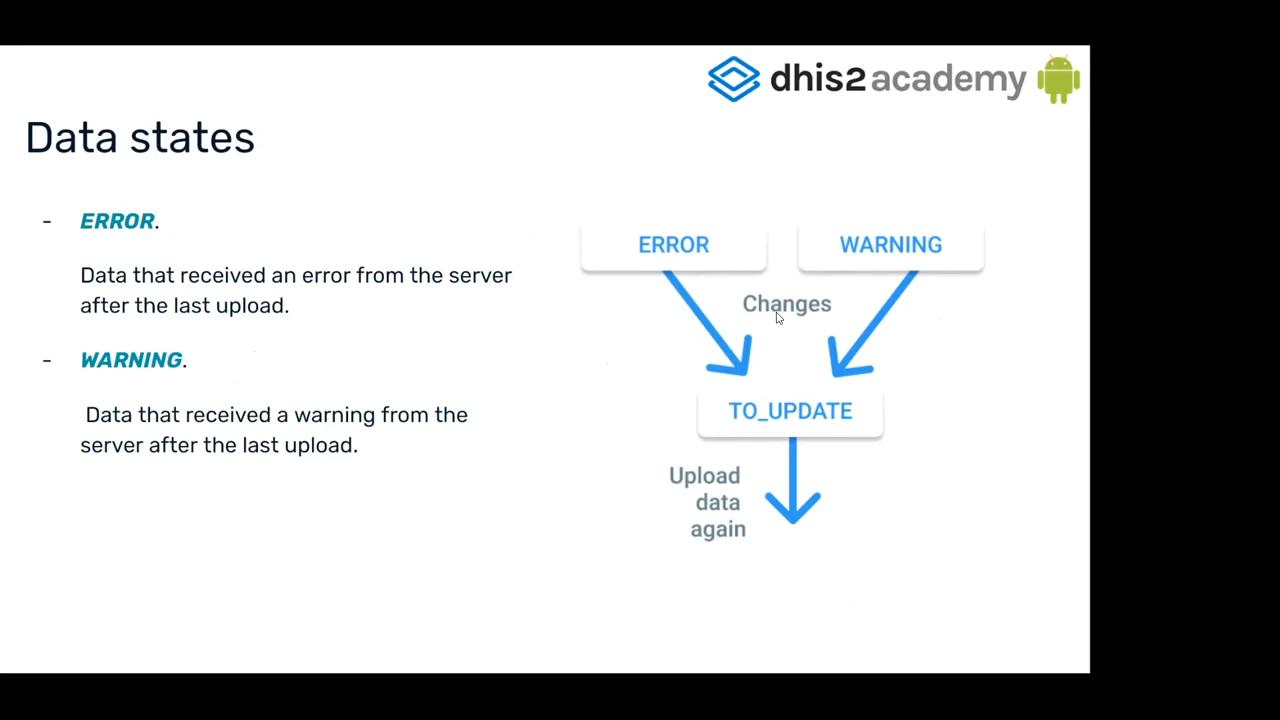 dhis2 academy
Data states
- ERROR.
Data that received an error from the server
after the last upload.
- WARNING.
Data that received a warning from the
server after the last upload.
ERROR
WARNING
Changes
TO_UPDATE
Upload
data
again